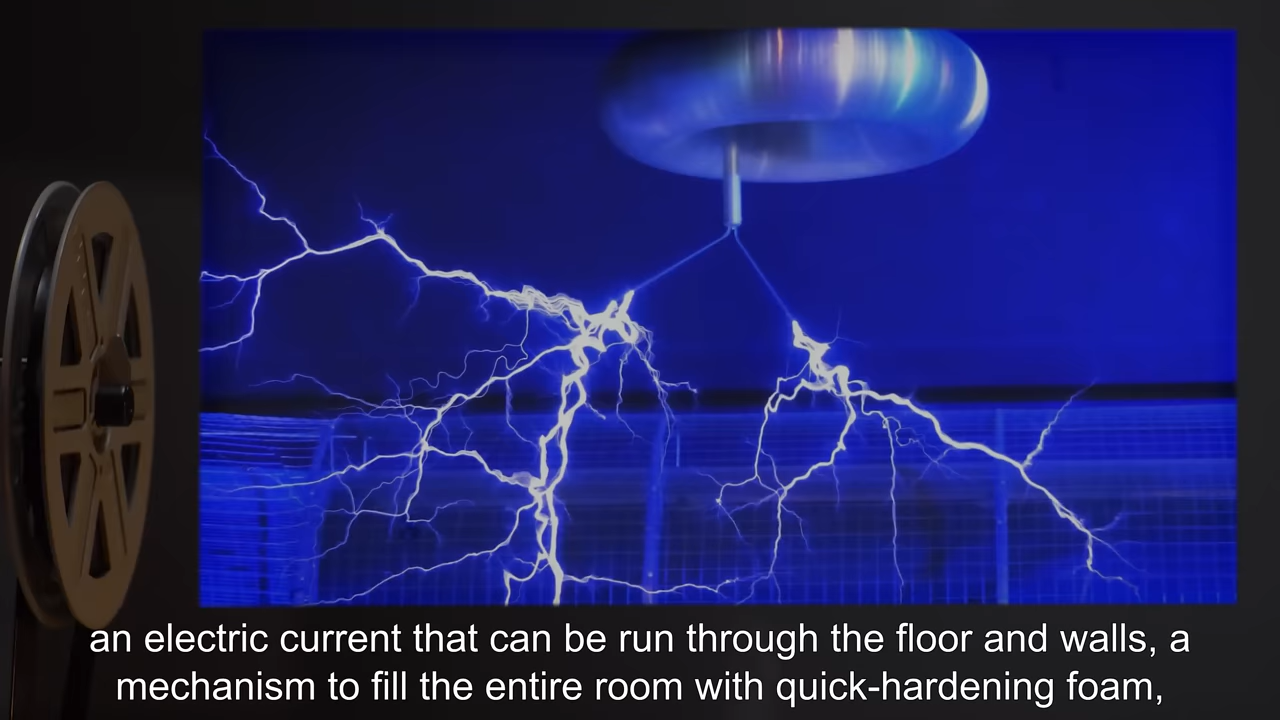 an electric current that can be run through the floor and walls, a
mechanism to fill the entire room with quick-hardening foam,